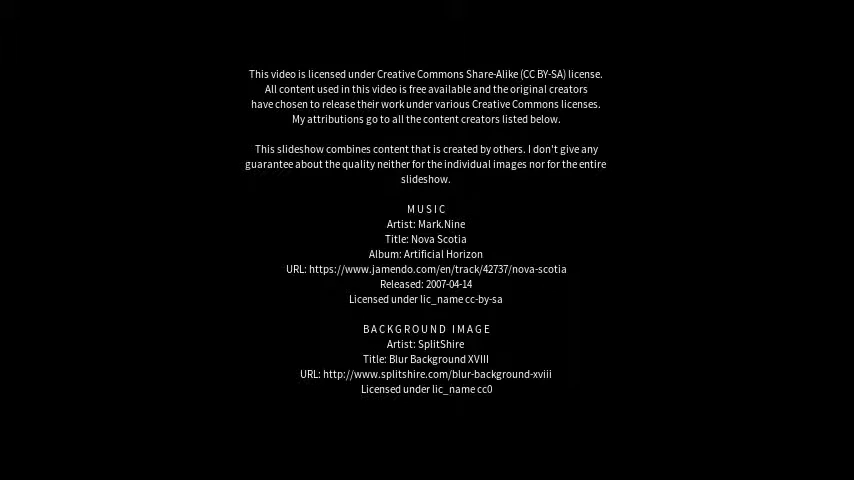 This video is licensed under Creative Commons Share-Alike (CC BY-SA) license.
All content used in this video is free available and the original creators
have chosen to release their work under various Creative Commons licenses.
My attributions go to all the content creators listed below.
This slideshow combines content that is created by others. I don't give any
guarantee about the quality neither for the individual images nor for the entire
slideshow.
MUSIC
Artist: Mark.Nine
Title: Nova Scotia
Album: Artificial Horizon
URL: https://www.jamendo.com/en/track/42737/nova-scotia
Released: 2007-04-14
Licensed under lic_name cc-by-sa
BACKGROUND IMAGE
Artist: SplitShire
Title: Blur Background XVIII
URL: http://www.splitshire.com/blur-background-xviii
Licensed under lic_name cc0